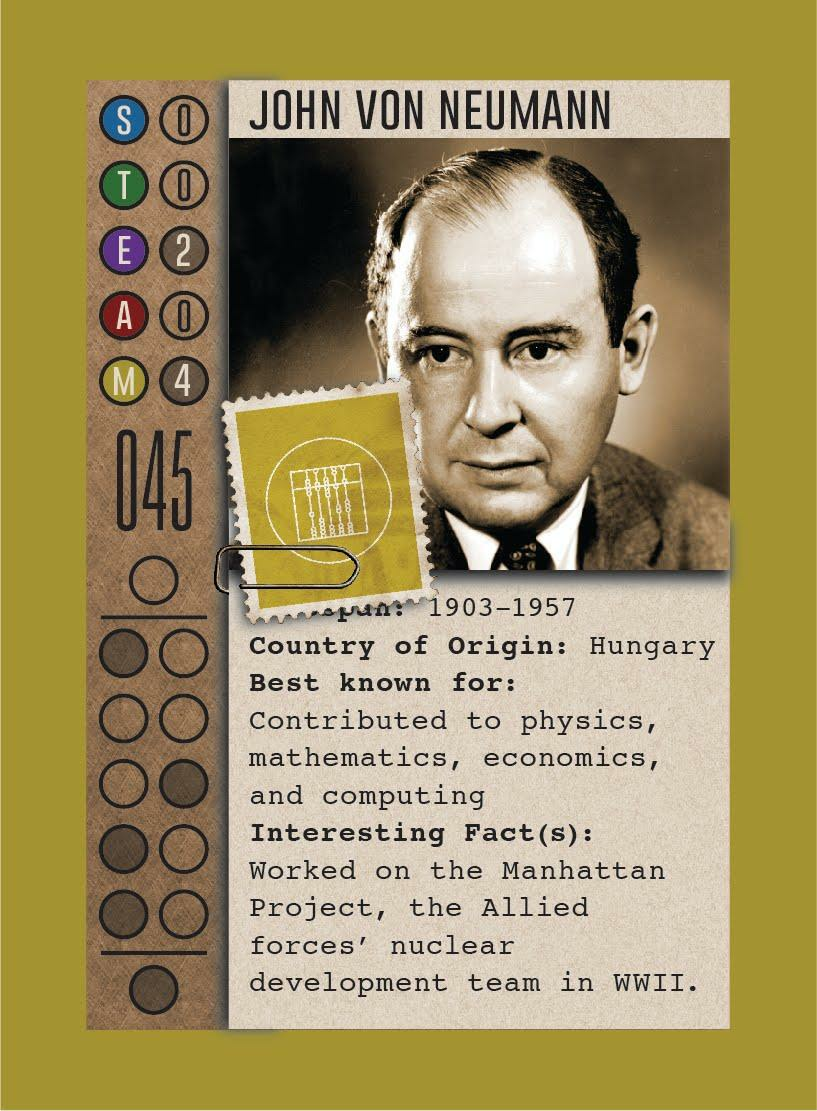 JOHN VON NEUMANN
S 0
T 0
E 2
A 0
M 4
045
1903–1957
Country of Origin: Hungary
Best known for:
Contributed to physics,
mathematics, economics,
and computing
Interesting Fact(s):
Worked on the Manhattan
Project, the Allied
forces’ nuclear
development team in WWII.